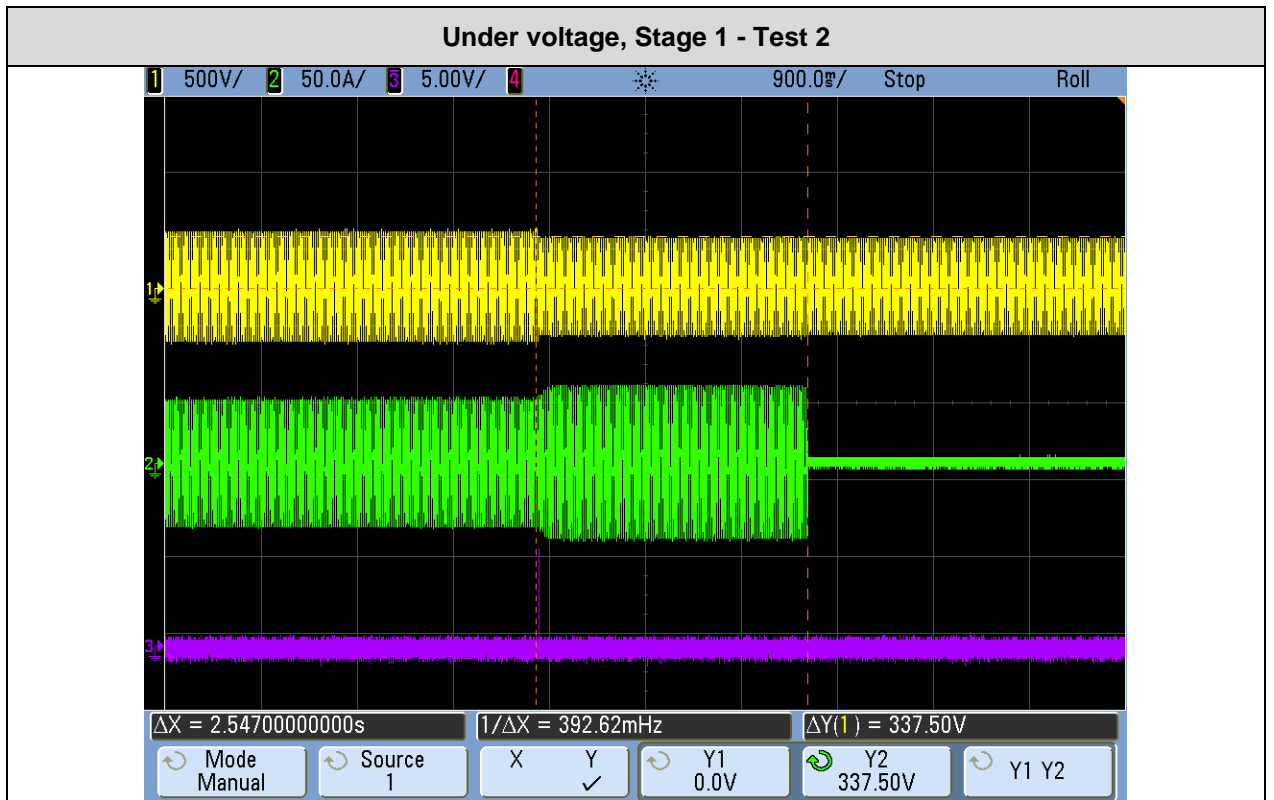 Under voltage, Stage 1 - Test 2
1 500V/ 2 50.0A/ 3 5.00V/ 4 900.0ms/ Stop Roll
1
2
3
ΔX = 2.54700000000s 1/ΔX = 392.62mHz ΔY(1) = 337.50V
Mode Source X Y Y1 Y2 Y1 Y2
Manual 1 ✓ 0.0V 337.50V